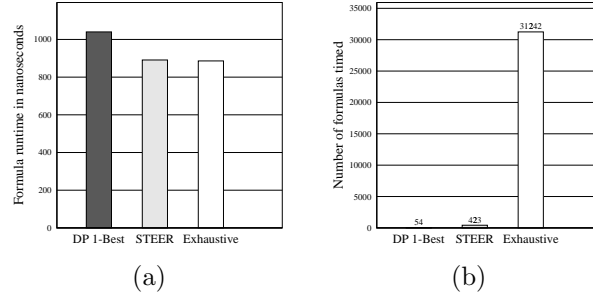 Formula runtime in nanoseconds
1000
800
600
400
200
0
DP 1-Best STEER Exhaustive
(a)
Number of formulas timed
35000
30000
25000
20000
15000
10000
5000
0
31242
54
423
DP 1-Best STEER Exhaustive
(b)